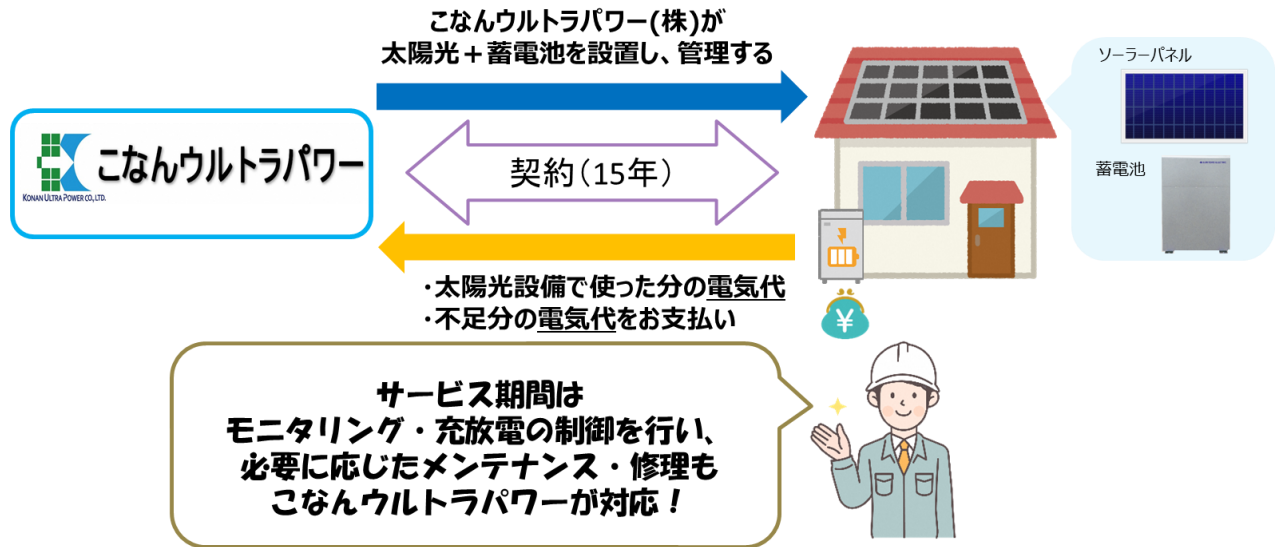 こなんウルトラパワー(株)が
太陽光＋蓄電池を設置し、管理する
ソーラーパネル
蓄電池
こなんウルトラパワー
KONAN ULTRA POWER CO., LTD.
契約（15年）
・太陽光設備で使った分の電気代
・不足分の電気代をお支払い
¥
サービス期間は
モニタリング・充放電の制御を行い、
必要に応じたメンテナンス・修理も
こなんウルトラパワーが対応！